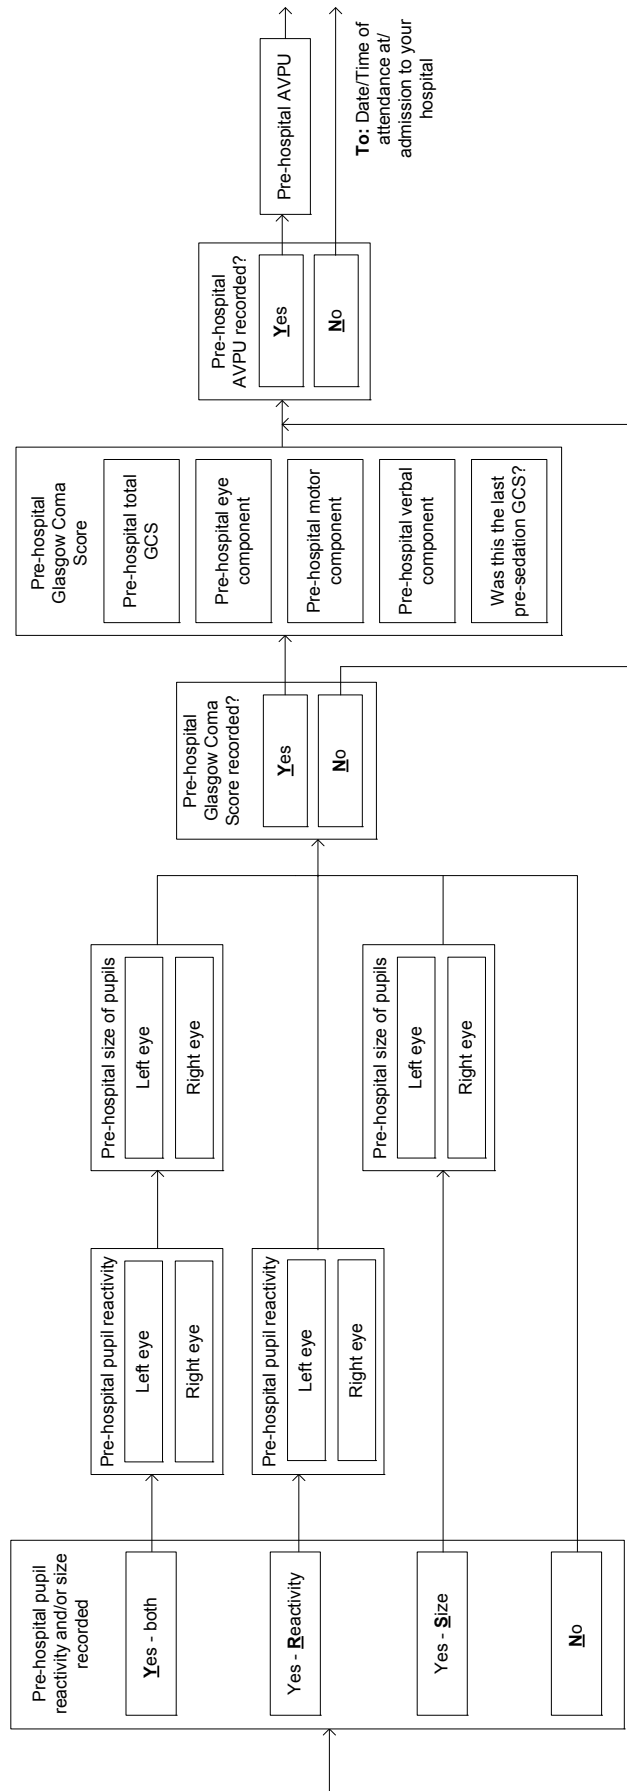 Pre-hospital pupil
reactivity and/or size
recorded
Yes - both
Yes - Reactivity
Yes - Size
No
Pre-hospital pupil reactivity
Left eye
Right eye
Pre-hospital pupil reactivity
Left eye
Right eye
Pre-hospital size of pupils
Left eye
Right eye
Pre-hospital size of pupils
Left eye
Right eye
Pre-hospital
Glasgow Coma
Score recorded?
Yes
No
Pre-hospital
Glasgow Coma
Score
Pre-hospital total
GCS
Pre-hospital eye
component
Pre-hospital motor
component
Pre-hospital verbal
component
Was this the last
pre-sedation GCS?
Pre-hospital
AVPU recorded?
Yes
No
Pre-hospital AVPU
To: Date/Time of
attendance at/
admission to your
hospital